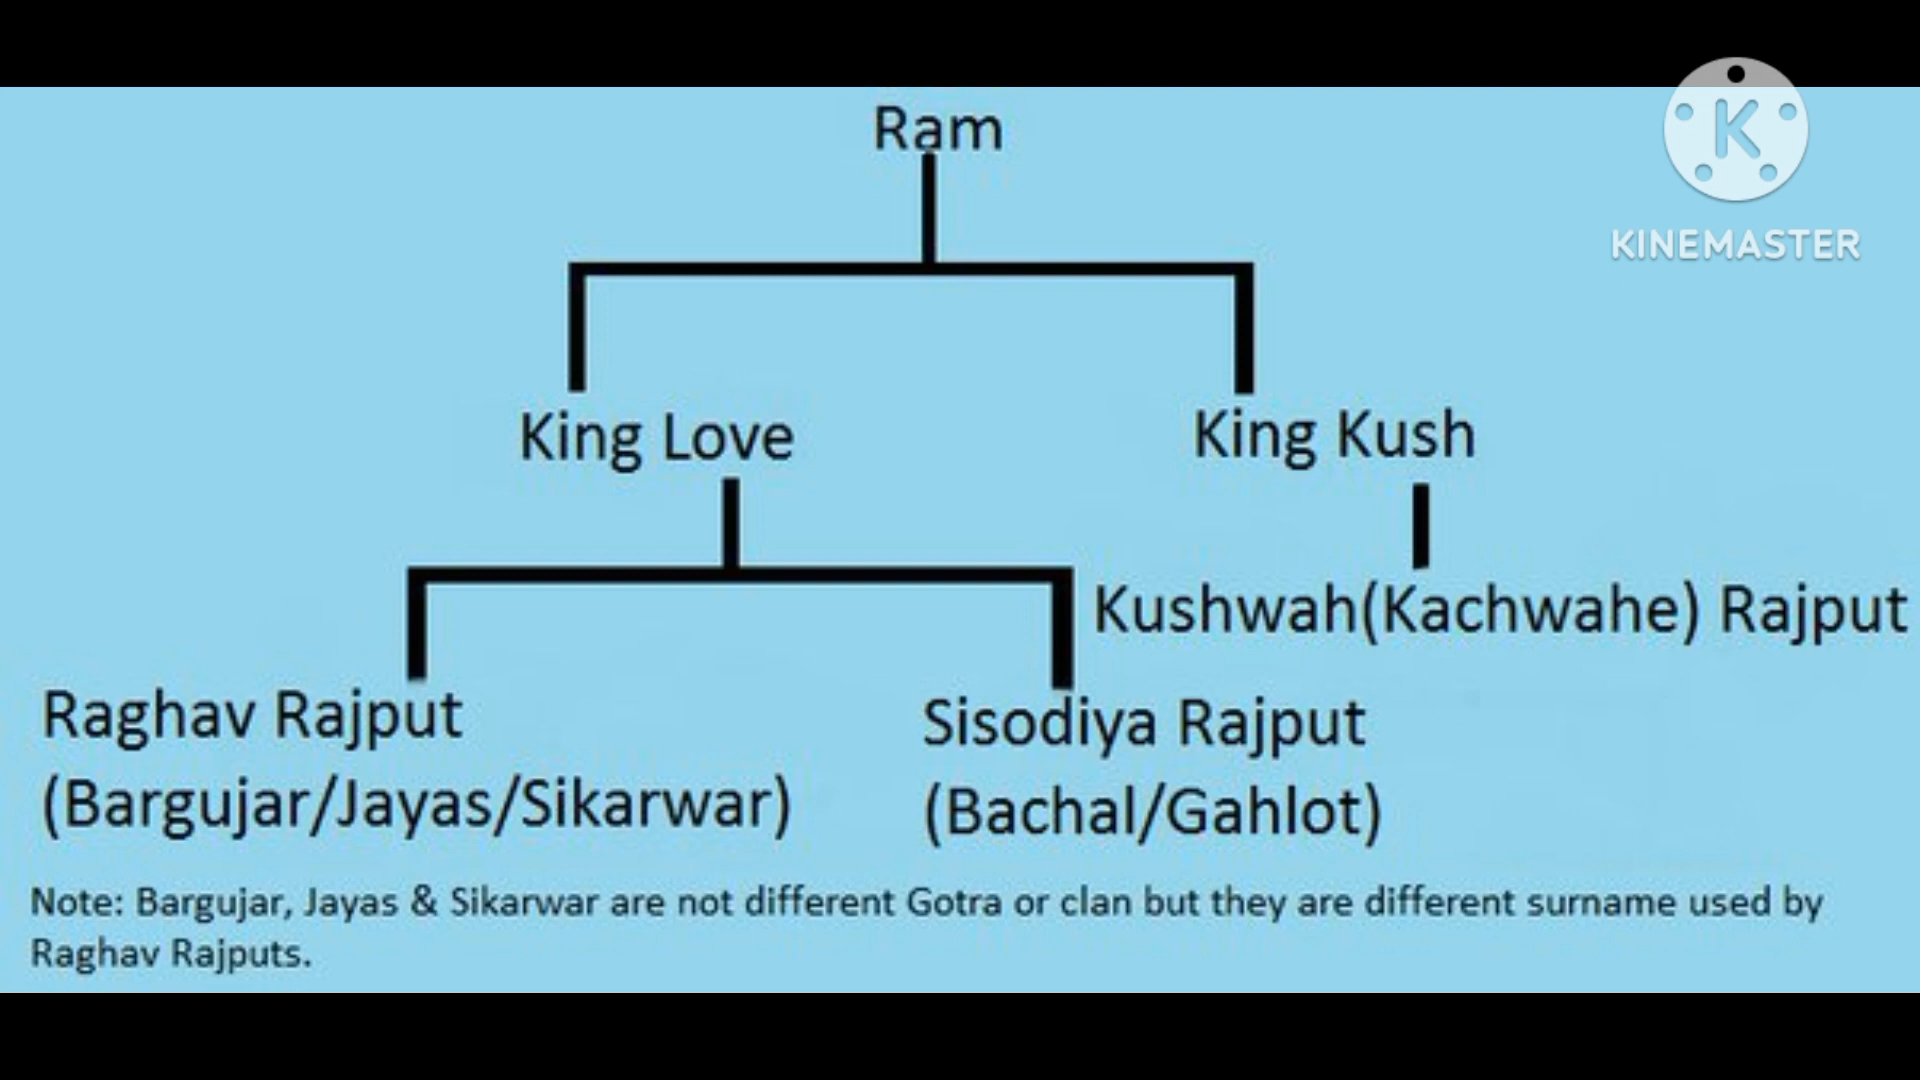 Ram
K
KINEMASTER
King Love
King Kush
Kushwah(Kachwahe) Rajput
Raghav Rajput
(Bargujar/Jayas/Sikarwar)
Sisodiya Rajput
(Bachal/Gahlot)
Note: Bargujar, Jayas & Sikarwar are not different Gotra or clan but they are different surname used by
Raghav Rajputs.